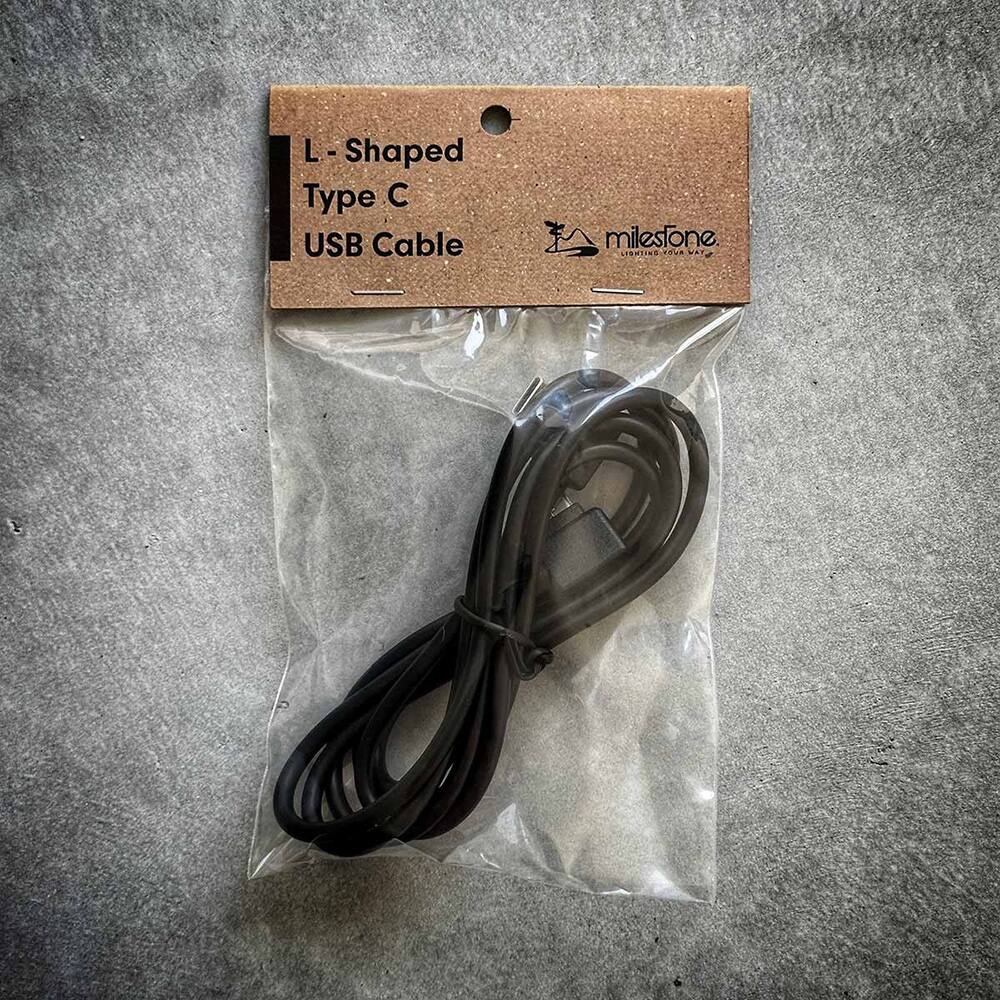 L - Shaped
Type C
USB Cable
milestone.
LIGHTING YOUR WAY